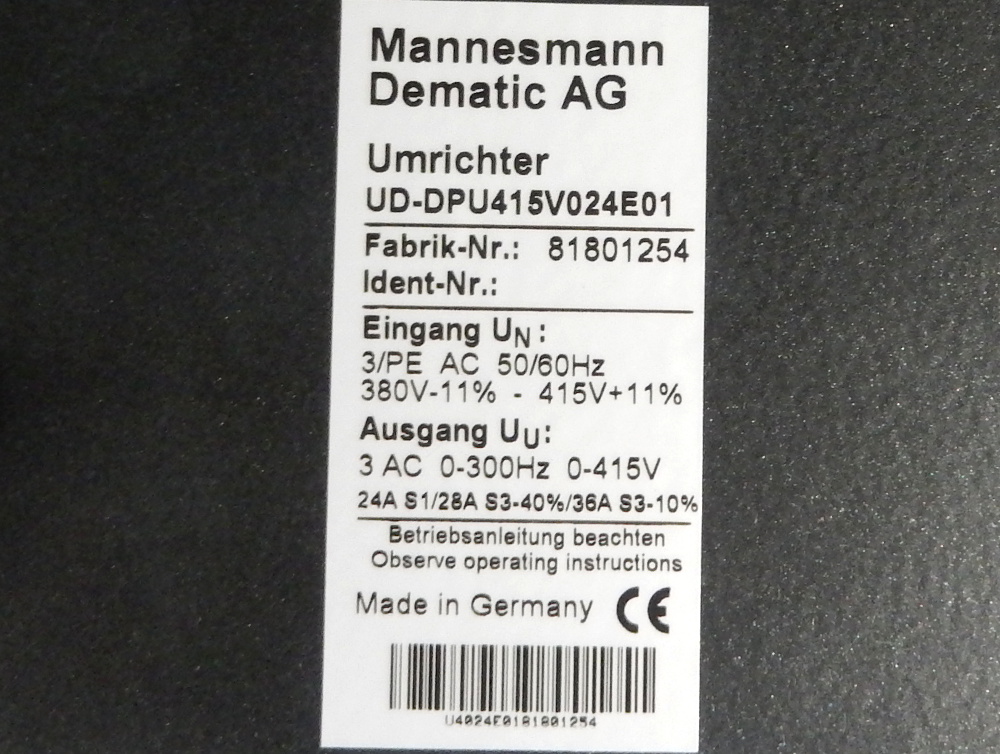 Mannesmann
Dematic AG
Umrichter
UD-DPU415V024E01
Fabrik-Nr.: 81801254
Ident-Nr.:
Eingang UN :
3/PE AC 50/60Hz
380V-11% - 415V+11%
Ausgang UU:
3 AC 0-300Hz 0-415V
24A S1/28A S3-40%/36A S3-10%
Betriebsanleitung beachten
Observe operating instructions
Made in Germany CE
U4024E0181801254